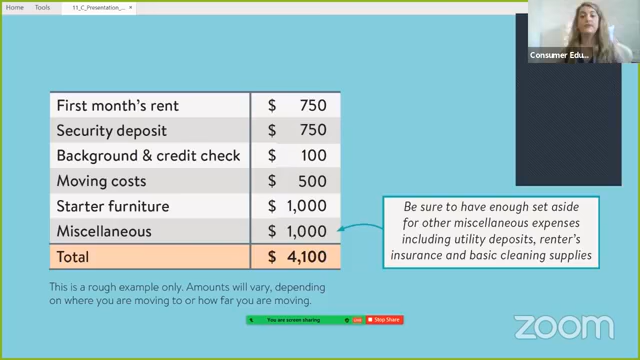 Home Tools 11_C_Presentation_... ×
Consumer Edu...
First month's rent $ 750
Security deposit $ 750
Background & credit check $ 100
Moving costs $ 500
Starter furniture $ 1,000
Miscellaneous $ 1,000
Total $ 4,100
Be sure to have enough set aside
for other miscellaneous expenses
including utility deposits, renter's
insurance and basic cleaning supplies
This is a rough example only. Amounts will vary, depending
on where you are moving to or how far you are moving.
You are screen sharing LIVE Stop Share
zoom